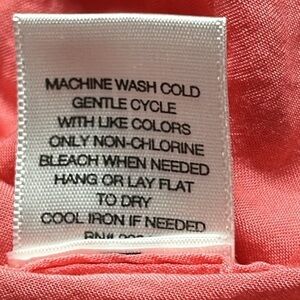 MACHINE WASH COLD
GENTLE CYCLE
WITH LIKE COLORS
ONLY NON-CHLORINE
BLEACH WHEN NEEDED
HANG OR LAY FLAT
TO DRY
COOL IRON IF NEEDED
RN#